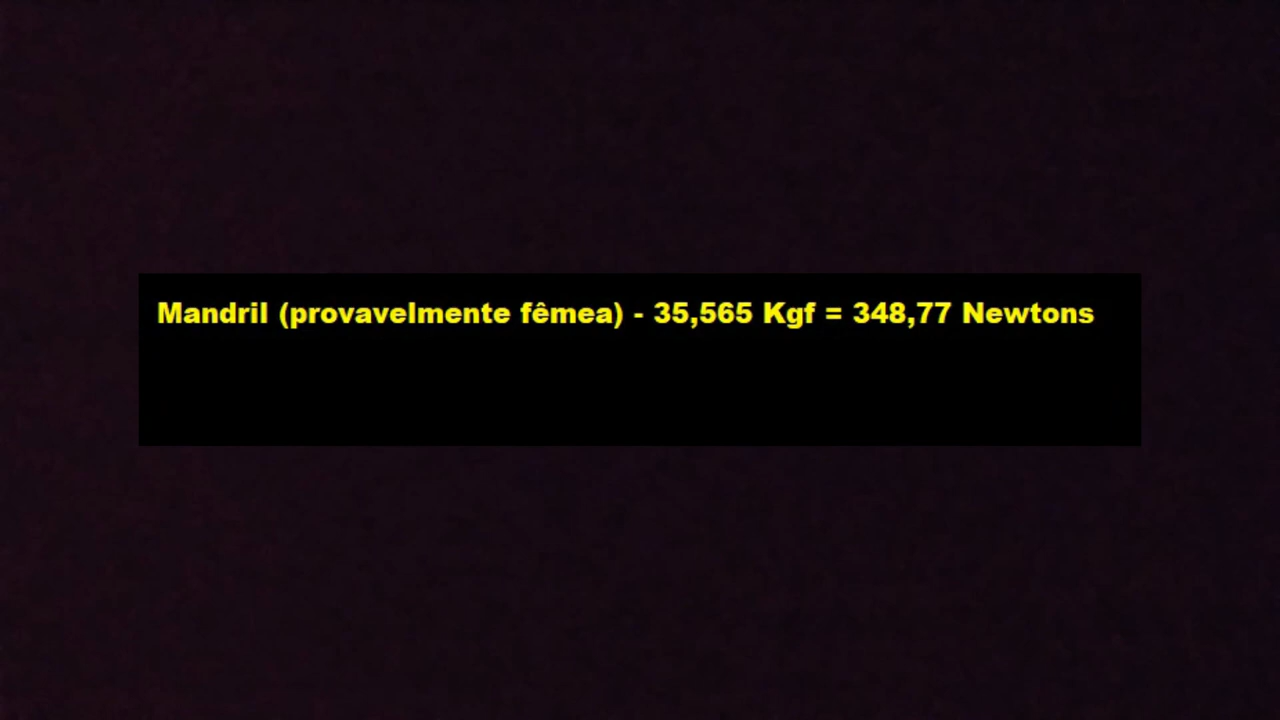 Mandril (provavelmente fêmea) - 35,565 Kgf = 348,77 Newtons